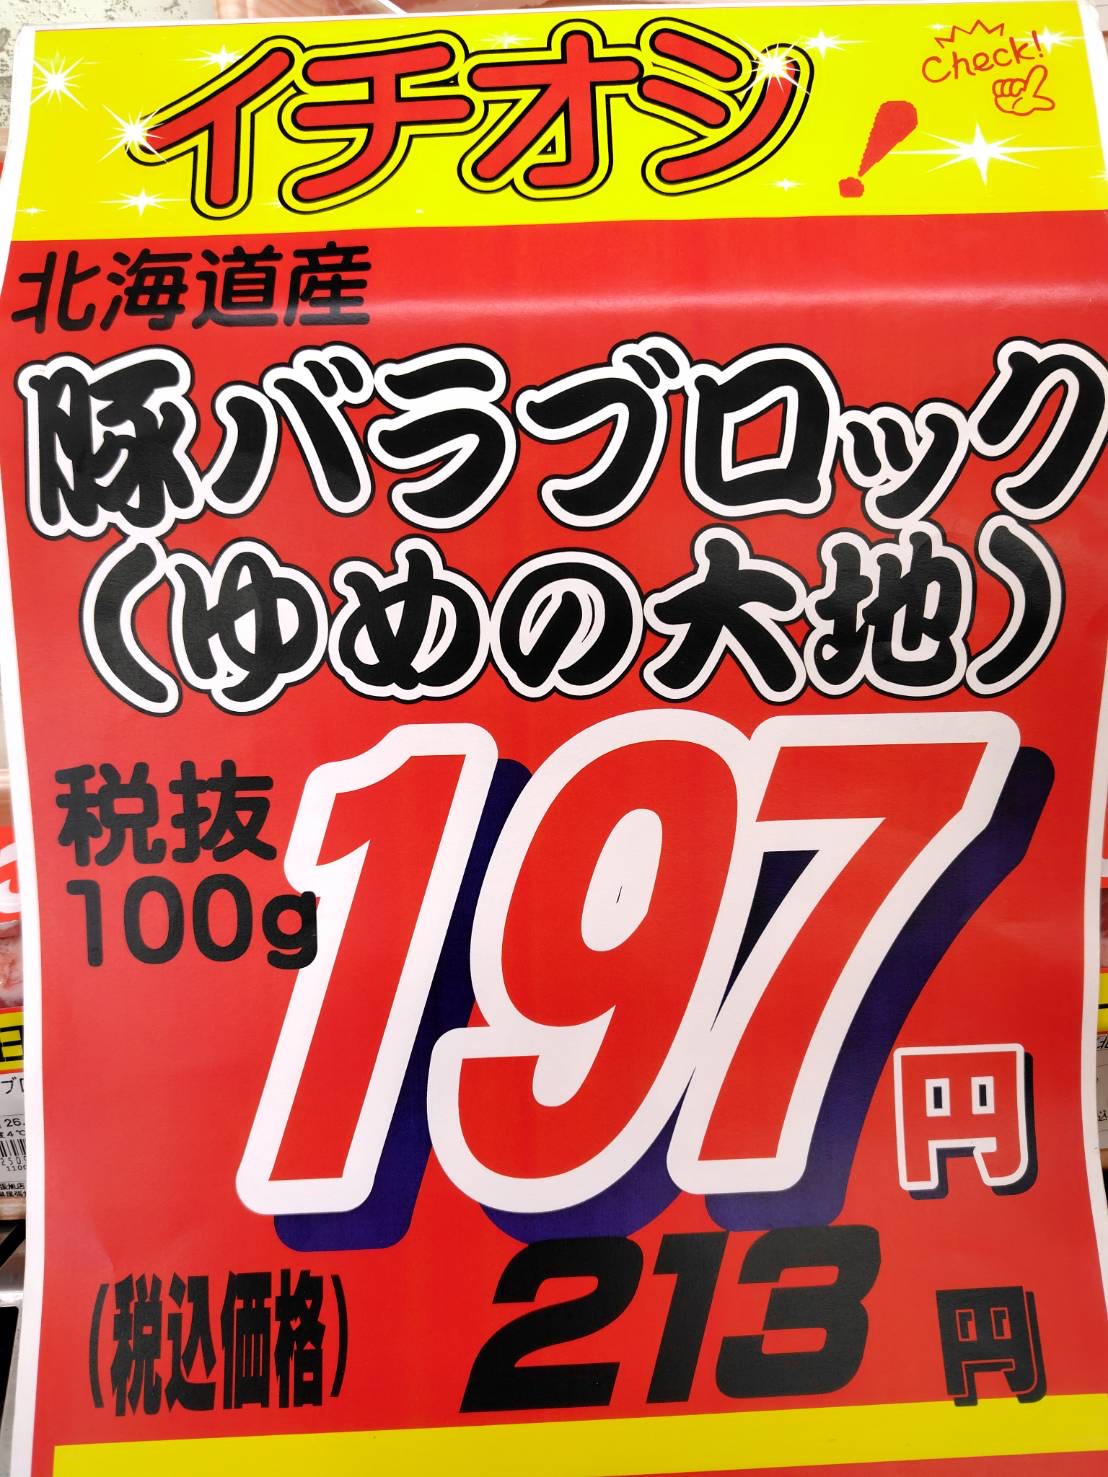 イチオシ！
Check!
北海道産
豚バラブロック
（ゆめの大地）
税抜
100g
197円
（税込価格） 213円